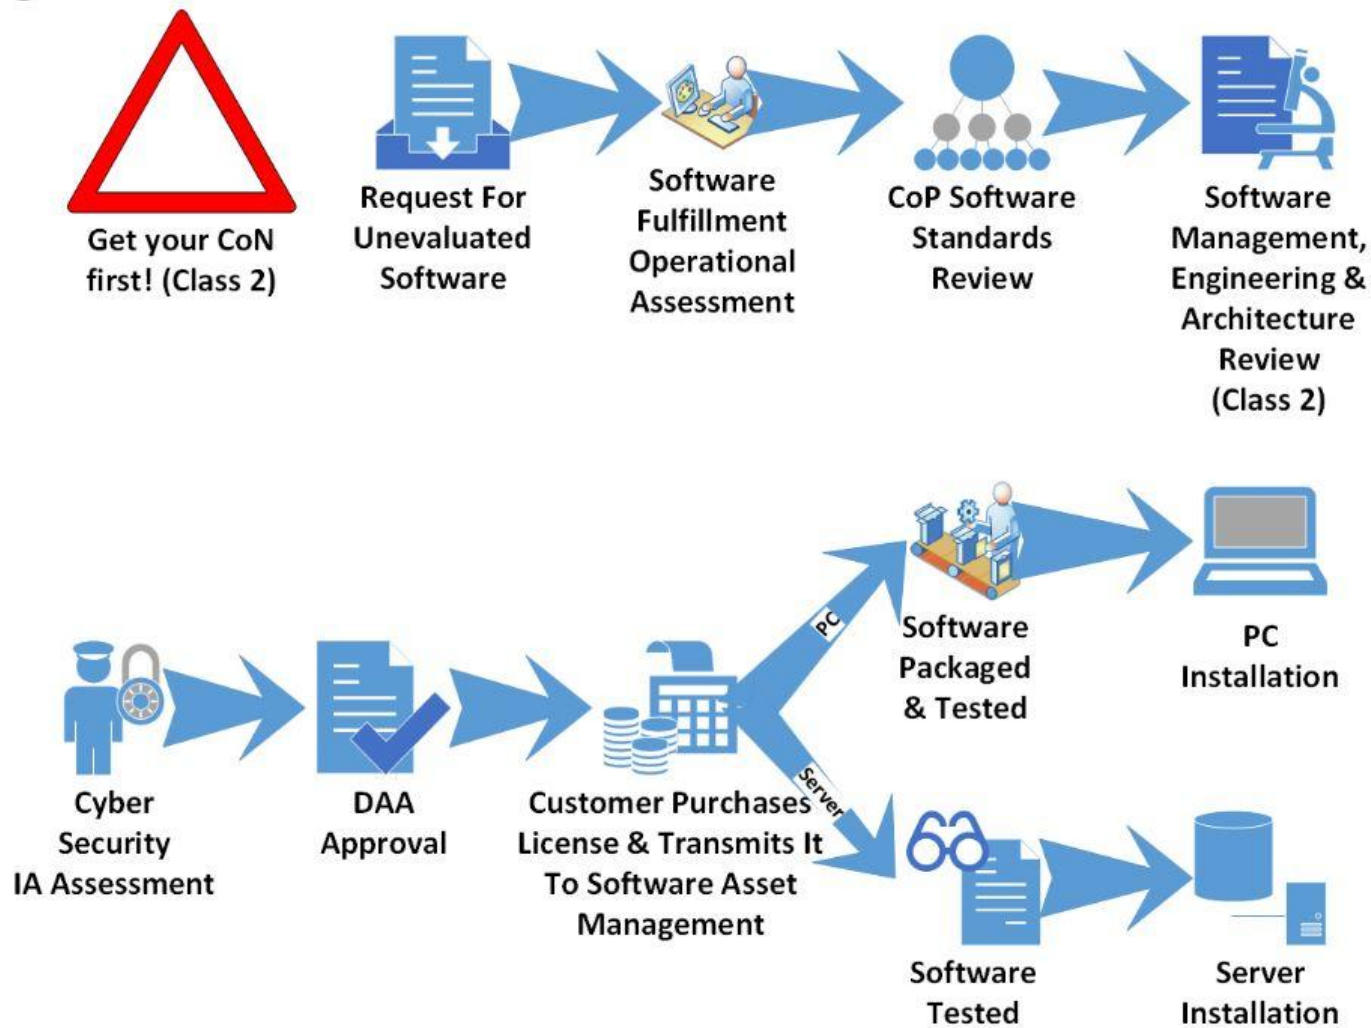 Get your CoN
first! (Class 2)
Request For
Unevaluated
Software
Software
Fulfillment
Operational
Assessment
CoP Software
Standards
Review
Software
Management,
Engineering &
Architecture
Review
(Class 2)
Cyber
Security
IA Assessment
DAA
Approval
Customer Purchases
License & Transmits It
To Software Asset
Management
PC
Software
Packaged
& Tested
PC
Installation
Server
Software
Tested
Server
Installation